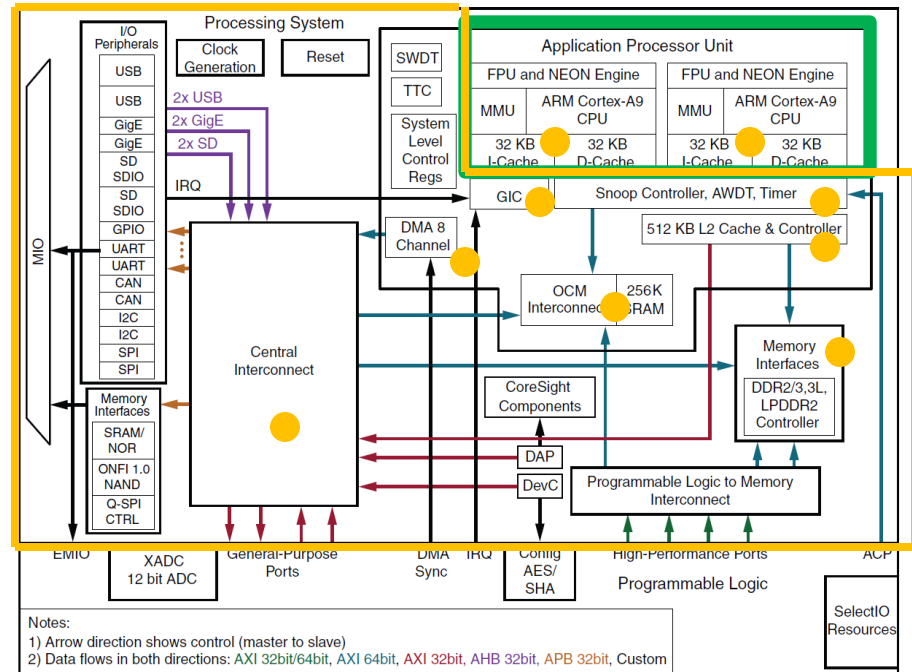 Processing System
I/O
Peripherals
USB
USB
GigE
GigE
SD
SDIO
SD
SDIO
GPIO
UART
UART
CAN
CAN
I2C
I2C
SPI
SPI
MIO
Clock
Generation
Reset
2x USB
2x GigE
2x SD
IRQ
SWDT
TTC
System
Level
Control
Regs
Application Processor Unit
FPU and NEON Engine
MMU
ARM Cortex-A9
CPU
32 KB
I-Cache
32 KB
D-Cache
FPU and NEON Engine
MMU
ARM Cortex-A9
CPU
32 KB
I-Cache
32 KB
D-Cache
GIC
Snoop Controller, AWDT, Timer
512 KB L2 Cache & Controller
DMA 8
Channel
OCM
Interconnect
256K
SRAM
Central
Interconnect
Memory
Interfaces
DDR2/3,3L,
LPDDR2
Controller
Memory
Interfaces
SRAM/
NOR
ONFI 1.0
NAND
Q-SPI
CTRL
CoreSight
Components
DAP
DevC
Programmable Logic to Memory
Interconnect
EMIO
XADC
12 bit ADC
General-Purpose
Ports
DMA
Sync
IRQ
Config
AES/
SHA
High-Performance Ports
ACP
Programmable Logic
SelectIO
Resources
Notes:
1) Arrow direction shows control (master to slave)
2) Data flows in both directions: AXI 32bit/64bit, AXI 64bit, AXI 32bit, AHB 32bit, APB 32bit, Custom